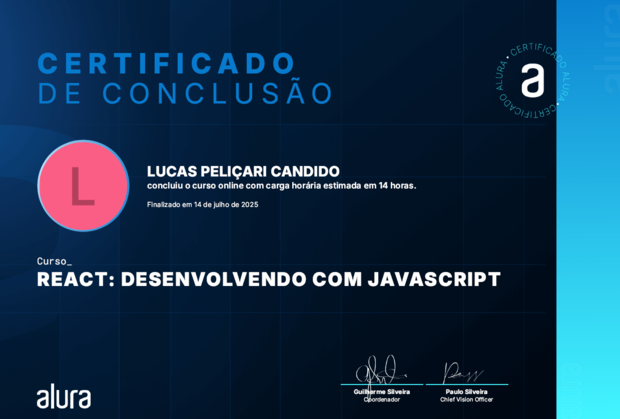 CERTIFICADO
DE CONCLUSÃO
ALURA • CERTIFICADO ALURA • CERTIFICADO
a
L
LUCAS PELIÇARI CANDIDO
concluiu o curso online com carga horária estimada em 14 horas.
Finalizado em 14 de julho de 2025
Curso_
REACT: DESENVOLVENDO COM JAVASCRIPT
Guilherme Silveira
Coordenador
Paulo Silveira
Chief Vision Officer
alura